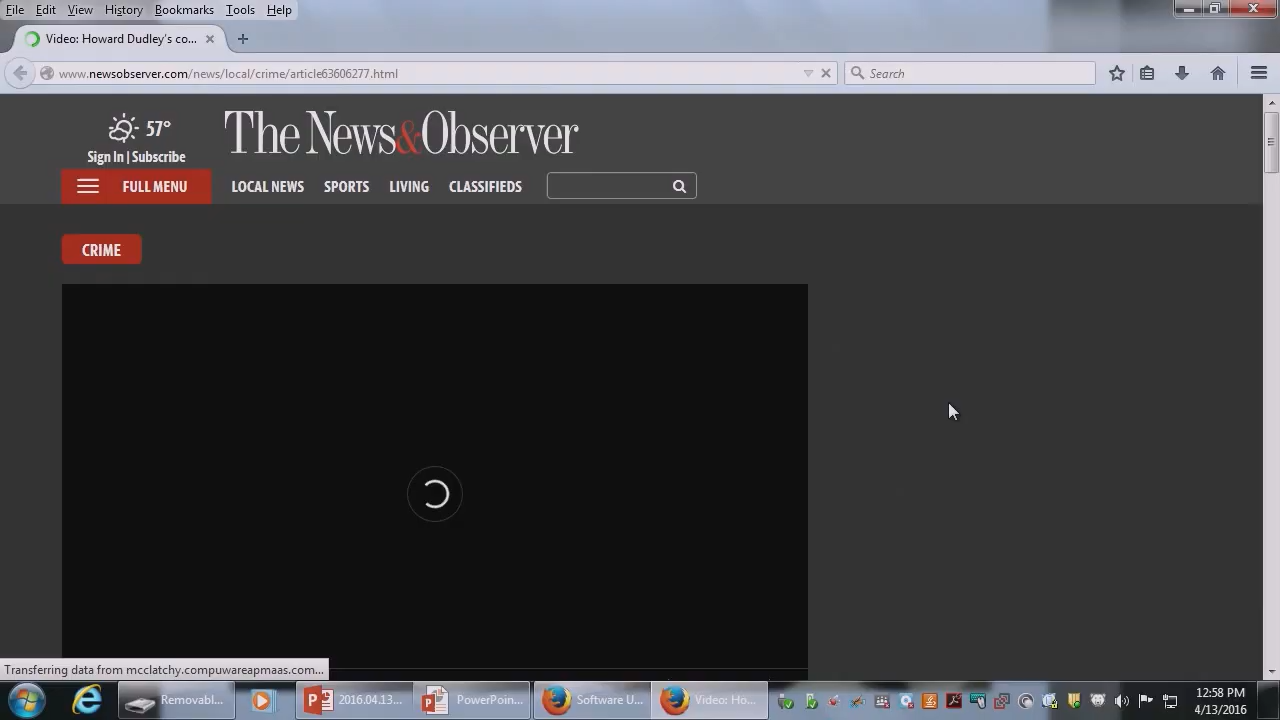 File Edit View History Bookmarks Tools Help
Video: Howard Dudley's co...
www.newsobserver.com/news/local/crime/article63606277.html
Search
57°
The News&Observer
Sign In | Subscribe
FULL MENU LOCAL NEWS SPORTS LIVING CLASSIFIEDS
CRIME
Transferring data from mcclatchy.compuwareapmaas.com...
Removabl... 2016.04.13... PowerPoin... Software U... Video: Ho...
12:58 PM
4/13/2016